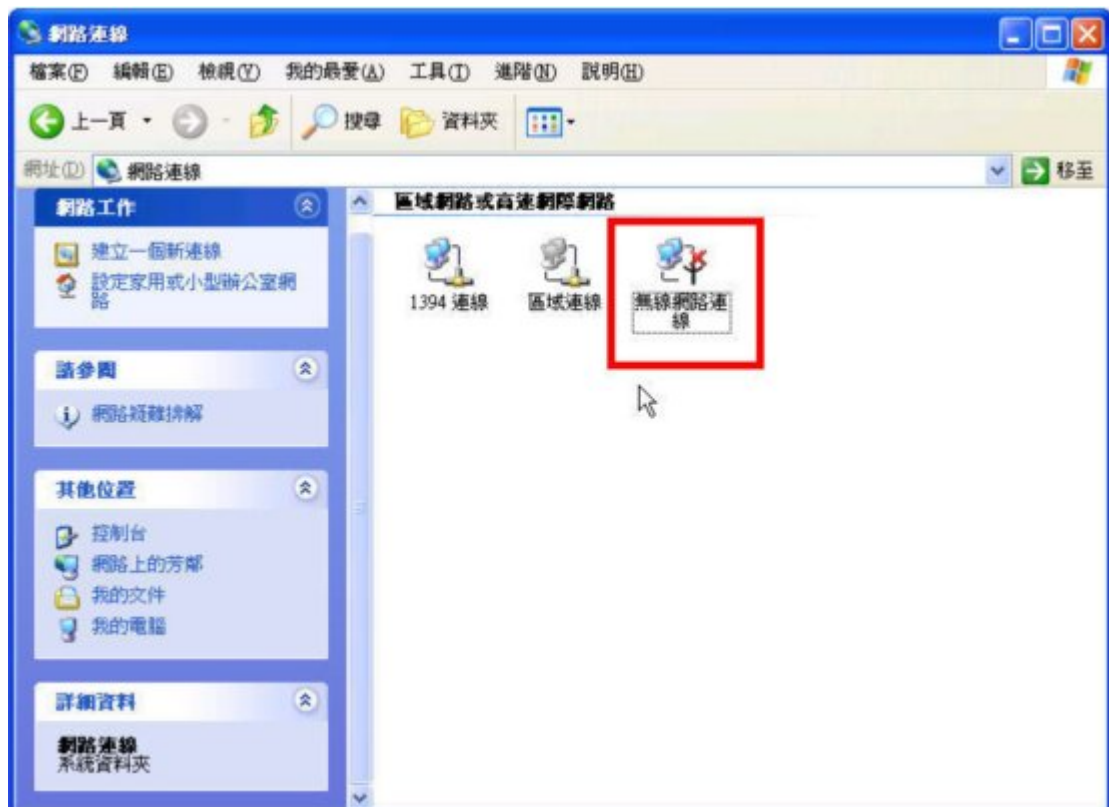 網路連線
檔案(F) 編輯(E) 檢視(V) 我的最愛(A) 工具(T) 進階(N) 說明(H)
上一頁 搜尋 資料夾
網址(D) 網路連線 移至
網路工作
建立一個新連線
設定家用或小型辦公室網
路
請參閱
網路疑難排解
其他位置
控制台
網路上的芳鄰
我的文件
我的電腦
詳細資料
網路連線
系統資料夾
區域網路或高速網際網路
1394 連線
區域連線
無線網路連
線